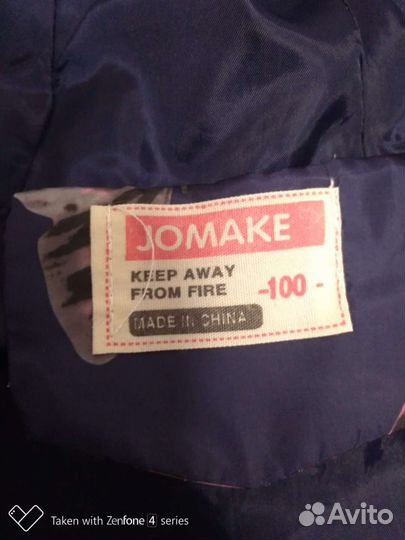 JOMAKE
KEEP AWAY
FROM FIRE -100-
MADE IN CHINA
Taken with Zenfone 4 series
Avito